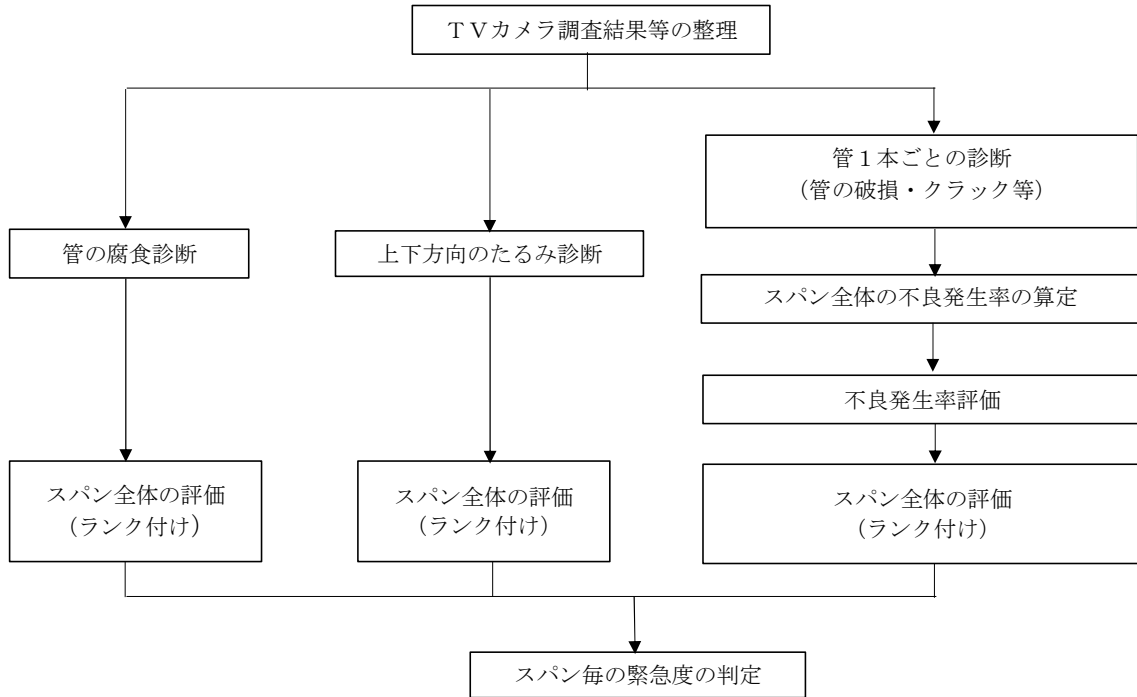 ＴＶカメラ調査結果等の整理
管１本ごとの診断
（管の破損・クラック等）
管の腐食診断
上下方向のたるみ診断
スパン全体の不良発生率の算定
不良発生率評価
スパン全体の評価
（ランク付け）
スパン全体の評価
（ランク付け）
スパン全体の評価
（ランク付け）
スパン毎の緊急度の判定